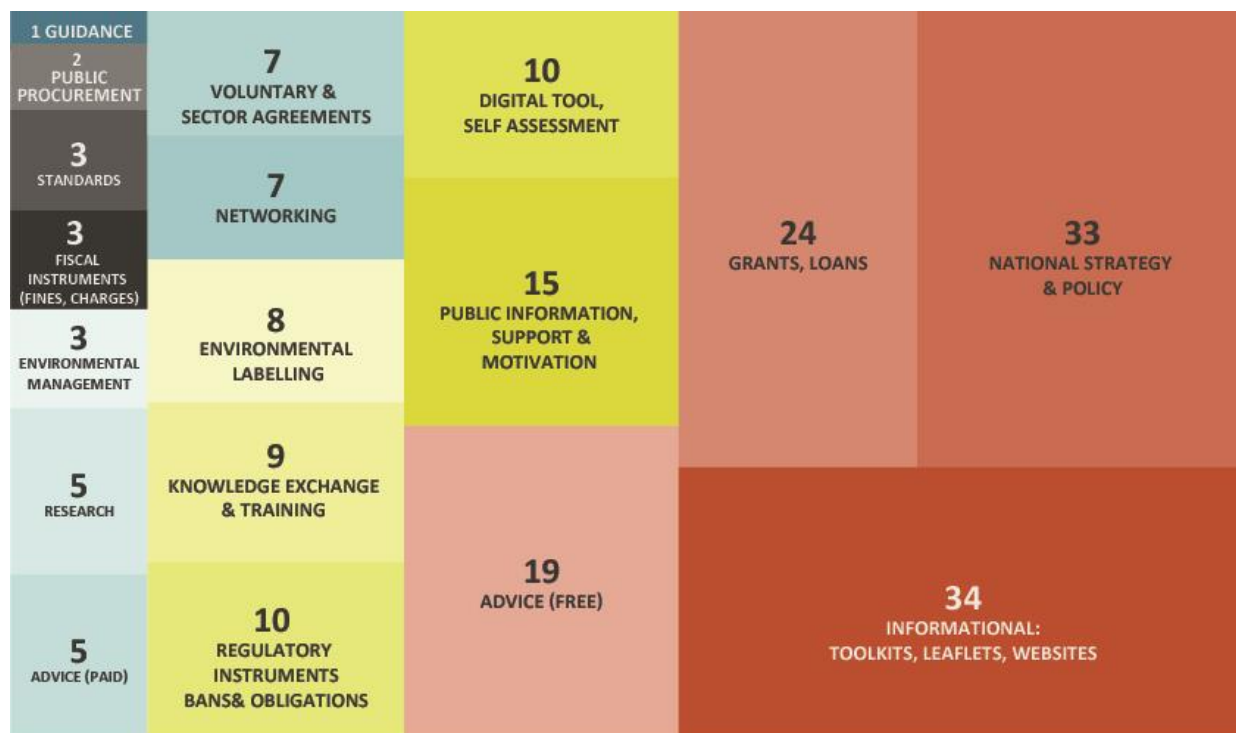 1 GUIDANCE
2
PUBLIC
PROCUREMENT
3
STANDARDS
3
FISCAL
INSTRUMENTS
(FINES, CHARGES)
3
ENVIRONMENTAL
MANAGEMENT
5
RESEARCH
5
ADVICE (PAID)
7
VOLUNTARY &
SECTOR AGREEMENTS
7
NETWORKING
8
ENVIRONMENTAL
LABELLING
9
KNOWLEDGE EXCHANGE
& TRAINING
10
REGULATORY
INSTRUMENTS
BANS& OBLIGATIONS
10
DIGITAL TOOL,
SELF ASSESSMENT
15
PUBLIC INFORMATION,
SUPPORT &
MOTIVATION
19
ADVICE (FREE)
24
GRANTS, LOANS
33
NATIONAL STRATEGY
& POLICY
34
INFORMATIONAL:
TOOLKITS, LEAFLETS, WEBSITES